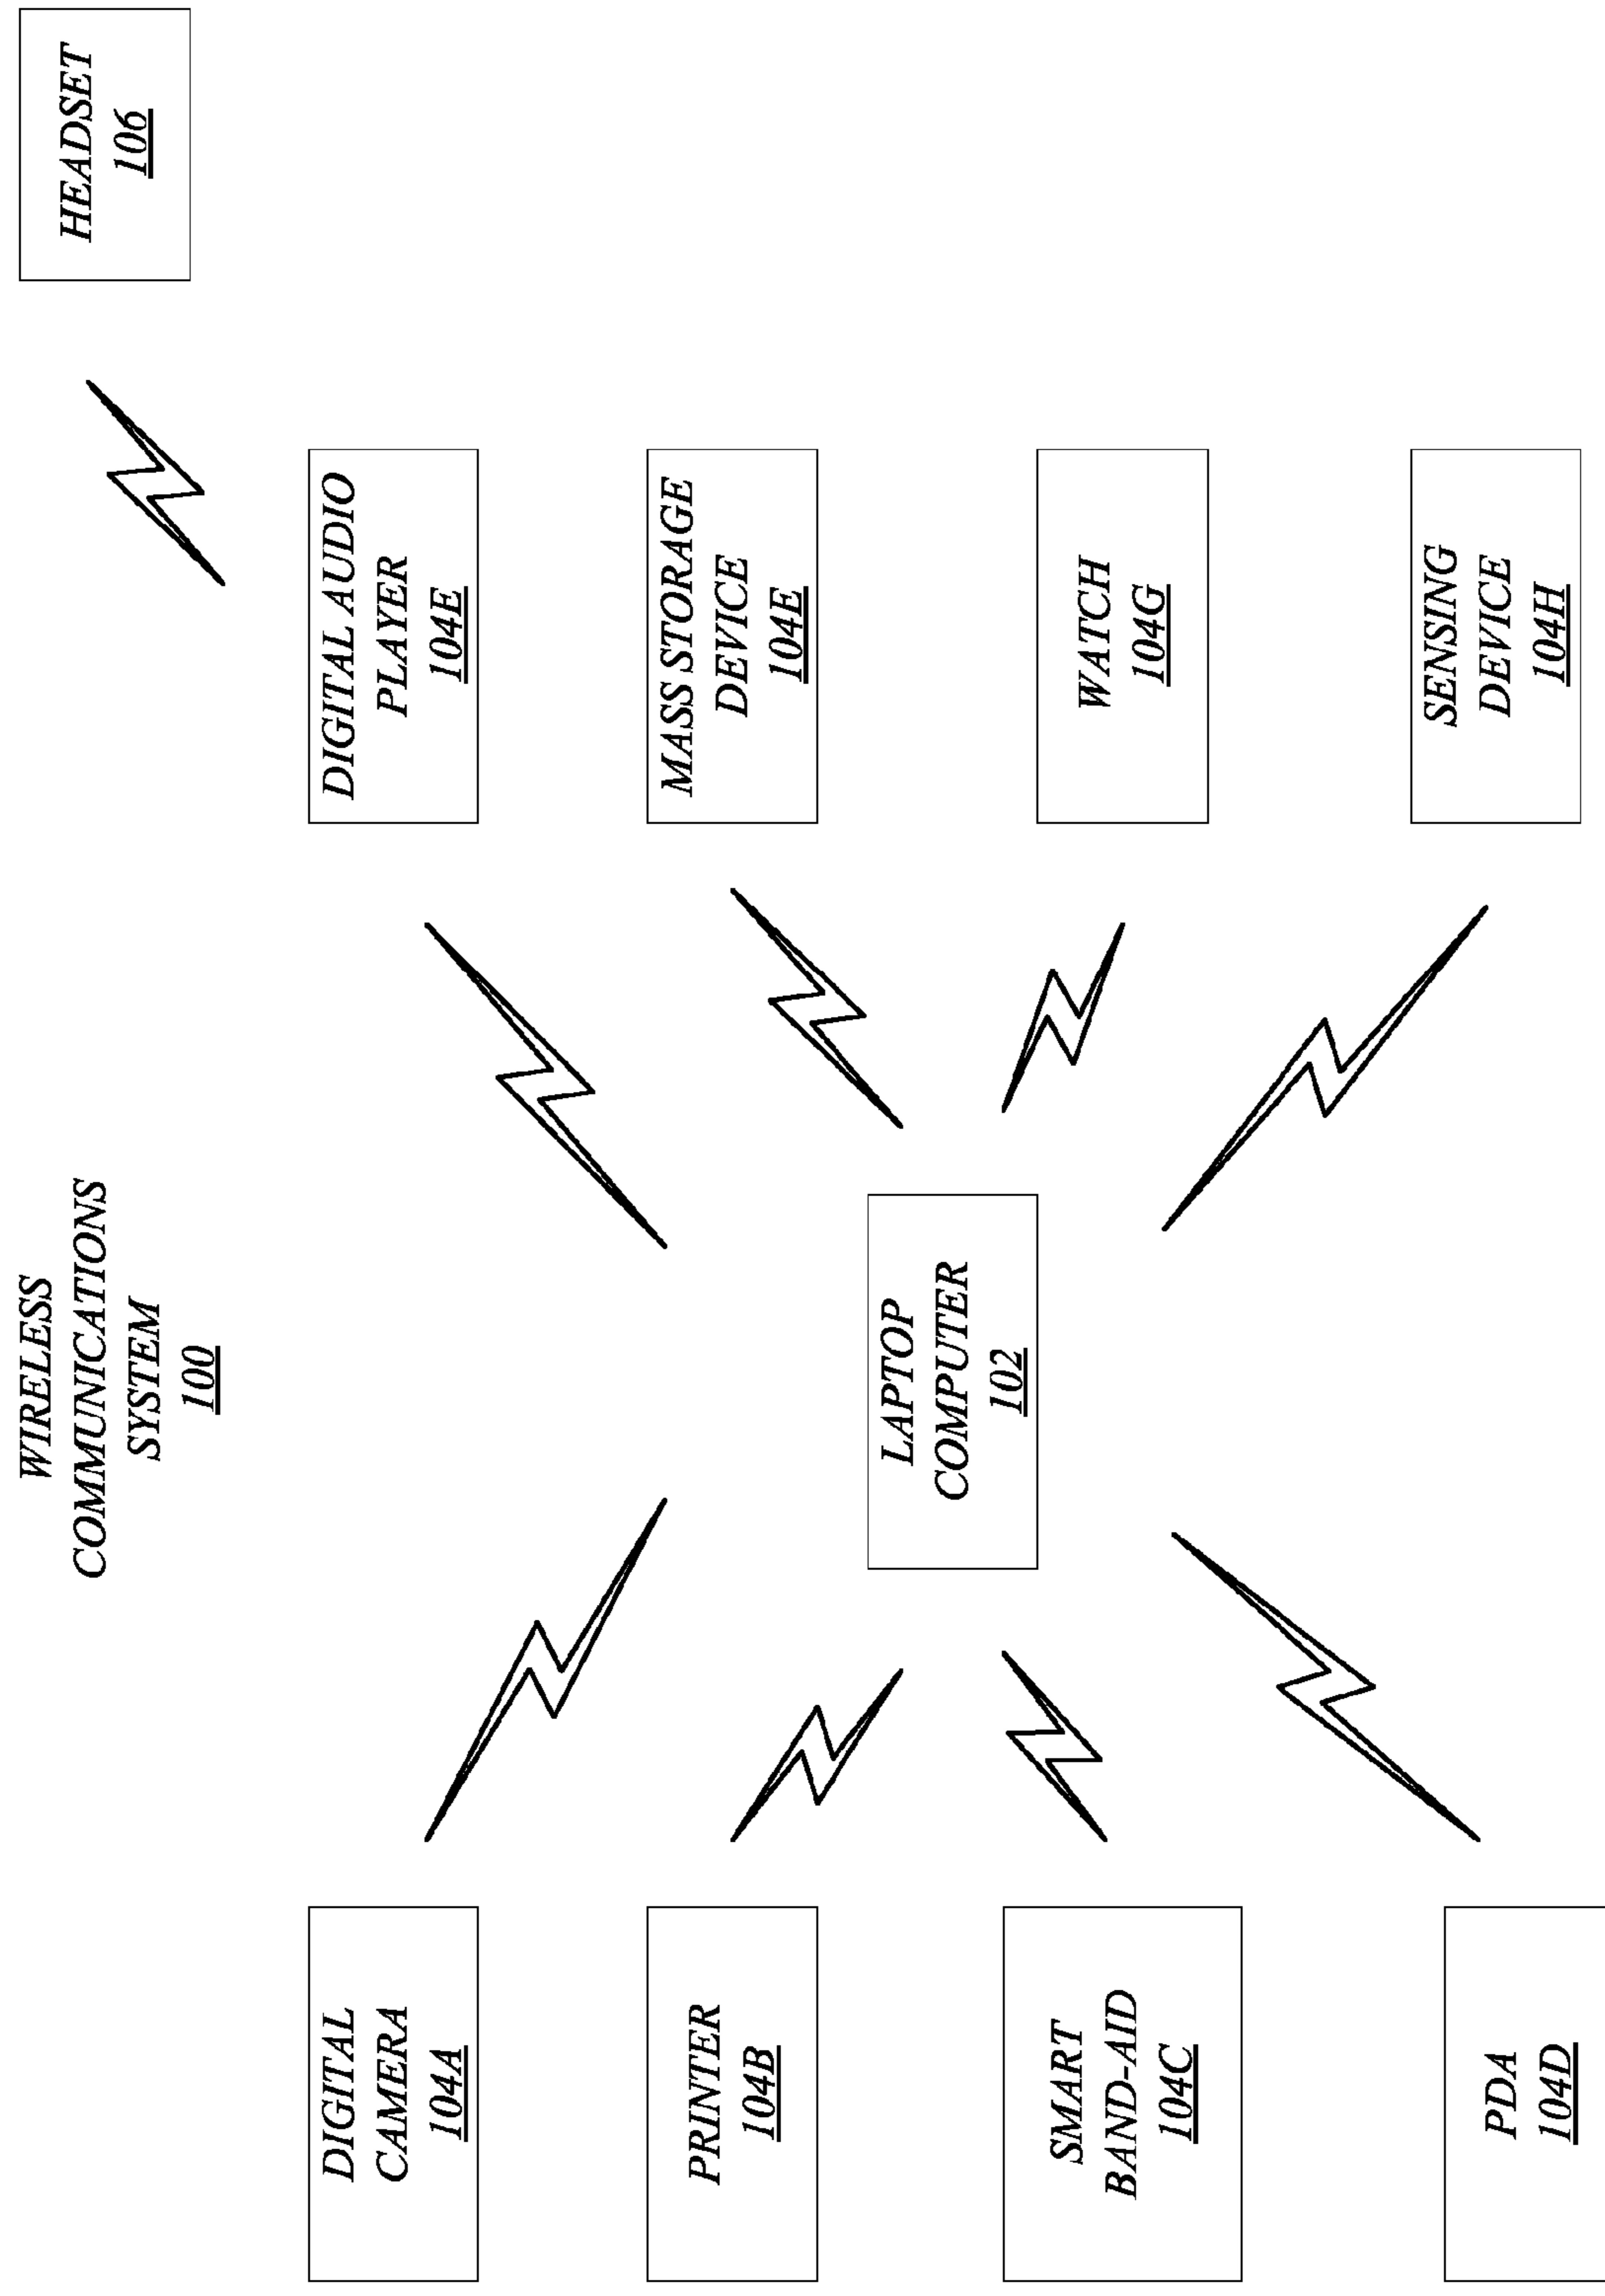 WIRELESS
COMMUNICATIONS
SYSTEM
100
HEADSET
106
DIGITAL
CAMERA
104A
DIGITAL AUDIO
PLAYER
104E
PRINTER
104B
MASS STORAGE
DEVICE
104E
LAPTOP
COMPUTER
102
SMART
BAND-AID
104C
WATCH
104G
PDA
104D
SENSING
DEVICE
104H